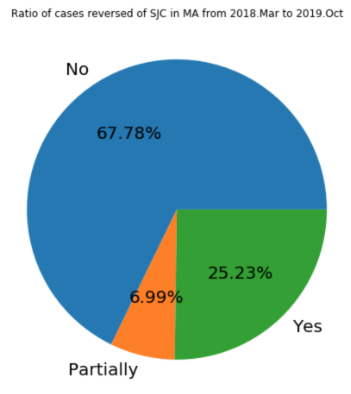 Ratio of cases reversed of SJC in MA from 2018.Mar to 2019.Oct
No
67.78%
25.23%
6.99%
Yes
Partially